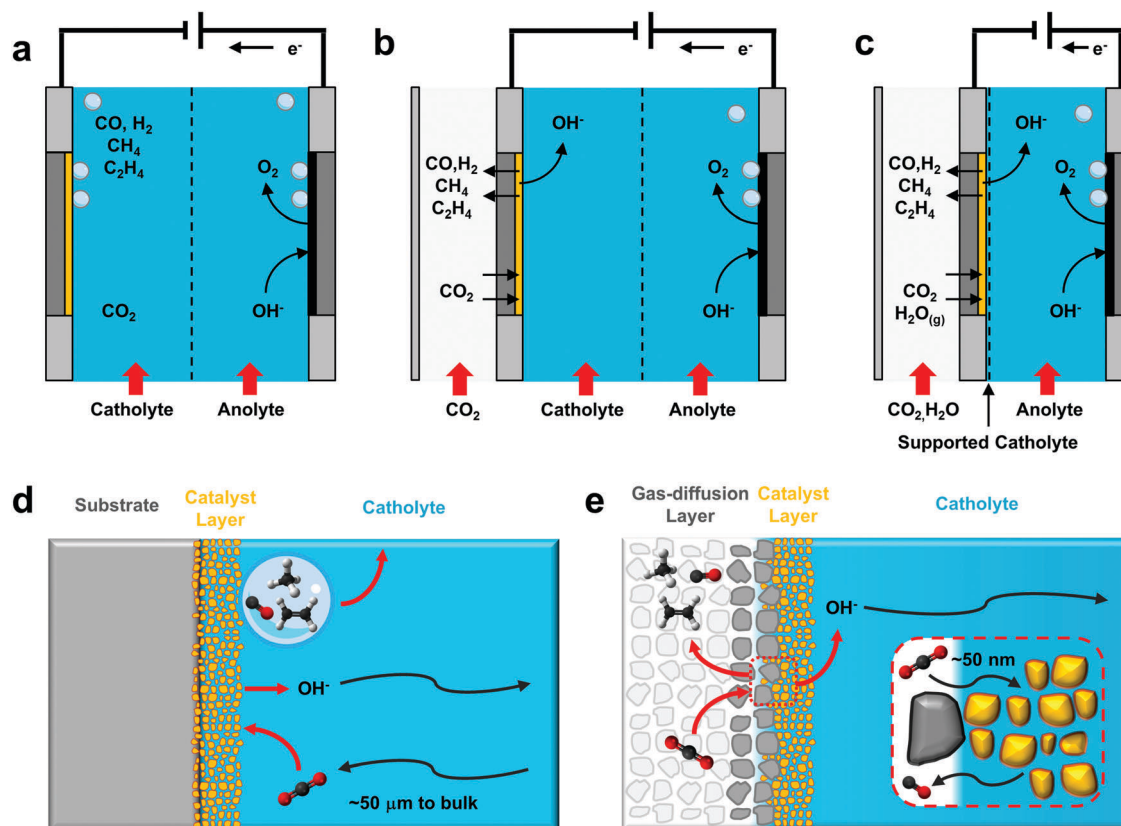 a
e-
CO, H2
CH4
C2H4
O2
CO2
OH-
Catholyte
Anolyte
b
e-
OH-
CO,H2
CH4
C2H4
O2
CO2
OH-
CO2
Catholyte
Anolyte
c
e-
OH-
CO,H2
CH4
C2H4
O2
CO2
H2O(g)
OH-
CO2,H2O
Anolyte
Supported Catholyte
d
Substrate
Catalyst
Layer
Catholyte
OH-
~50 μm to bulk
e
Gas-diffusion
Layer
Catalyst
Layer
Catholyte
OH-
~50 nm